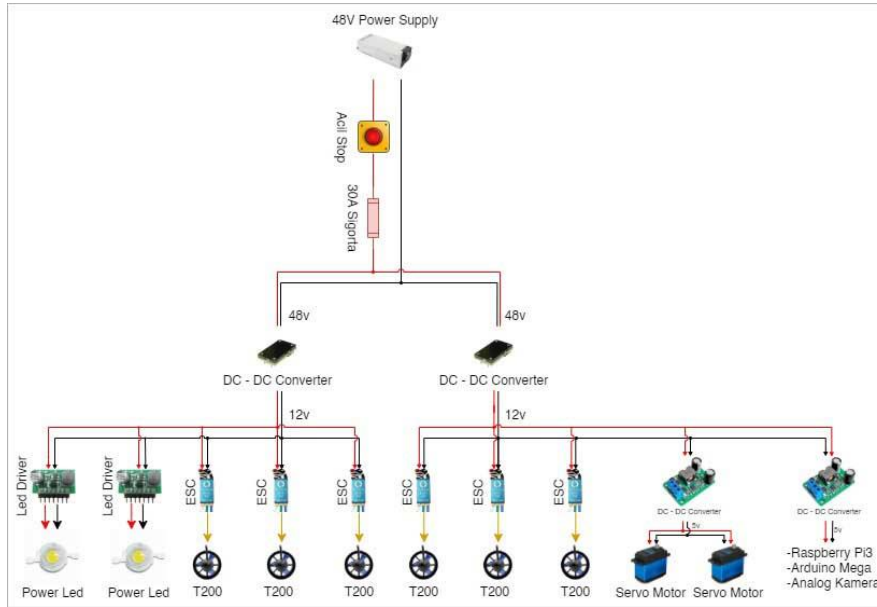 48V Power Supply
Acil Stop
30A Sigorta
48v
48v
DC - DC Converter
DC - DC Converter
12v
12v
Led Driver
Led Driver
ESC
ESC
ESC
ESC
ESC
ESC
DC - DC Converter
DC - DC Converter
5v
5v
Power Led
Power Led
T200
T200
T200
T200
T200
T200
Servo Motor
Servo Motor
-Raspberry Pi3
-Arduino Mega
-Analog Kamera